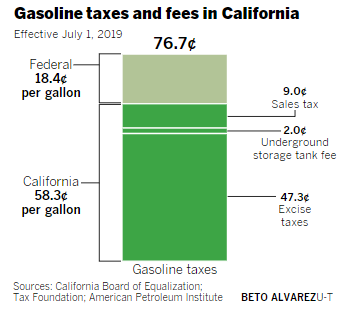 Gasoline taxes and fees in California
Effective July 1, 2019
76.7¢
Federal
18.4¢
per gallon
9.0¢
Sales tax
2.0¢
Underground
storage tank fee
California
58.3¢
per gallon
47.3¢
Excise
taxes
Gasoline taxes
Sources: California Board of Equalization;
Tax Foundation; American Petroleum Institute
BETO ALVAREZ U-T